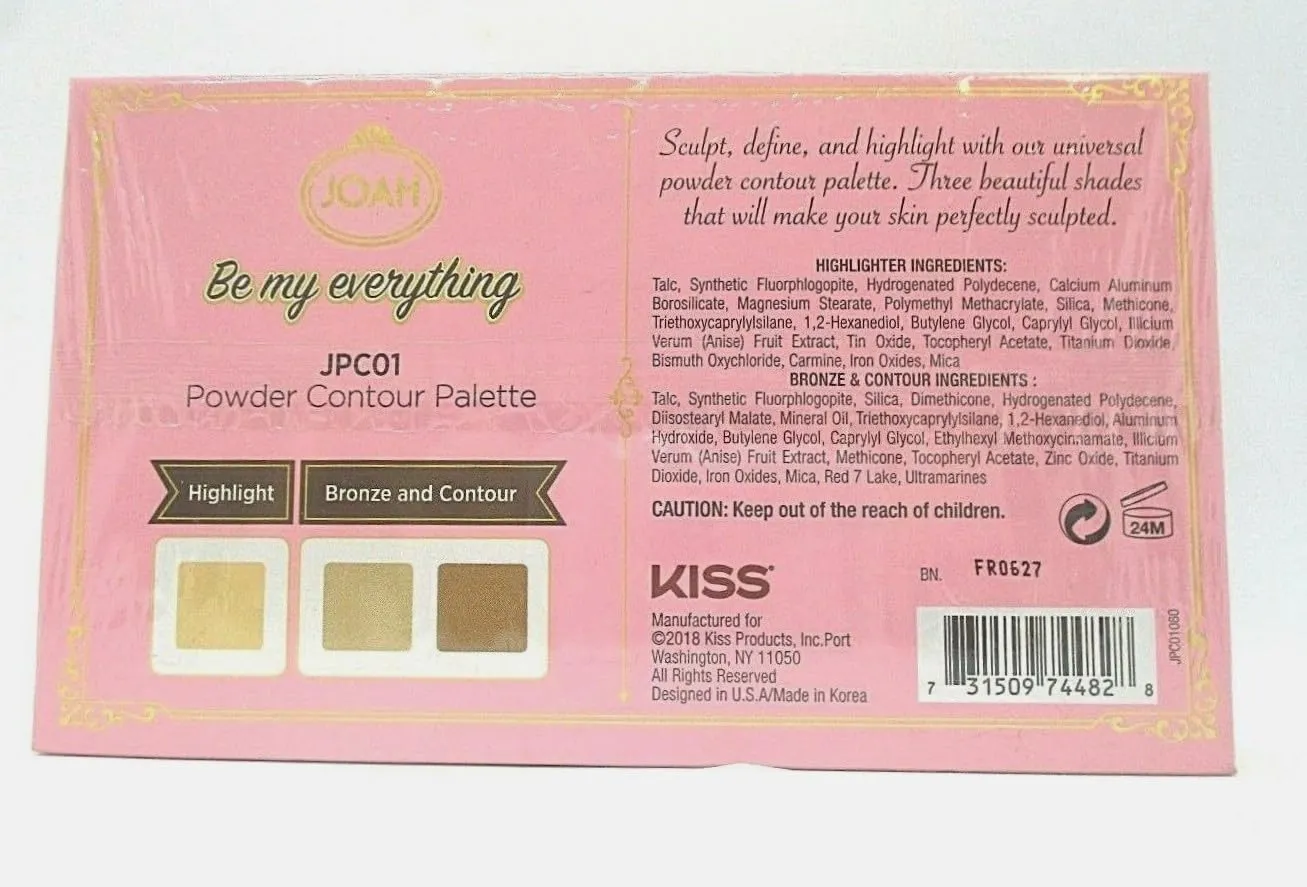 JOAH
Be my everything
JPC01
Powder Contour Palette
Highlight
Bronze and Contour
Sculpt, define, and highlight with our universal
powder contour palette. Three beautiful shades
that will make your skin perfectly sculpted.
HIGHLIGHTER INGREDIENTS:
Talc, Synthetic Fluorphlogopite, Hydrogenated Polydecene, Calcium Aluminum
Borosilicate, Magnesium Stearate, Polymethyl Methacrylate, Silica, Methicone,
Triethoxycaprylylsilane, 1,2-Hexanediol, Butylene Glycol, Caprylyl Glycol, Illicium
Verum (Anise) Fruit Extract, Tin Oxide, Tocopheryl Acetate, Titanium Dioxide,
Bismuth Oxychloride, Carmine, Iron Oxides, Mica
BRONZE & CONTOUR INGREDIENTS :
Talc, Synthetic Fluorphlogopite, Silica, Dimethicone, Hydrogenated Polydecene,
Diisostearyl Malate, Mineral Oil, Triethoxycaprylylsilane, 1,2-Hexanediol, Aluminum
Hydroxide, Butylene Glycol, Caprylyl Glycol, Ethylhexyl Methoxycinnamate, Illicium
Verum (Anise) Fruit Extract, Methicone, Tocopheryl Acetate, Zinc Oxide, Titanium
Dioxide, Iron Oxides, Mica, Red 7 Lake, Ultramarines
CAUTION: Keep out of the reach of children.
24M
KISS
BN. FR0627
Manufactured for
©2018 Kiss Products, Inc.Port
Washington, NY 11050
All Rights Reserved
Designed in U.S.A/Made in Korea
7 31509 74482 8
JPC01080